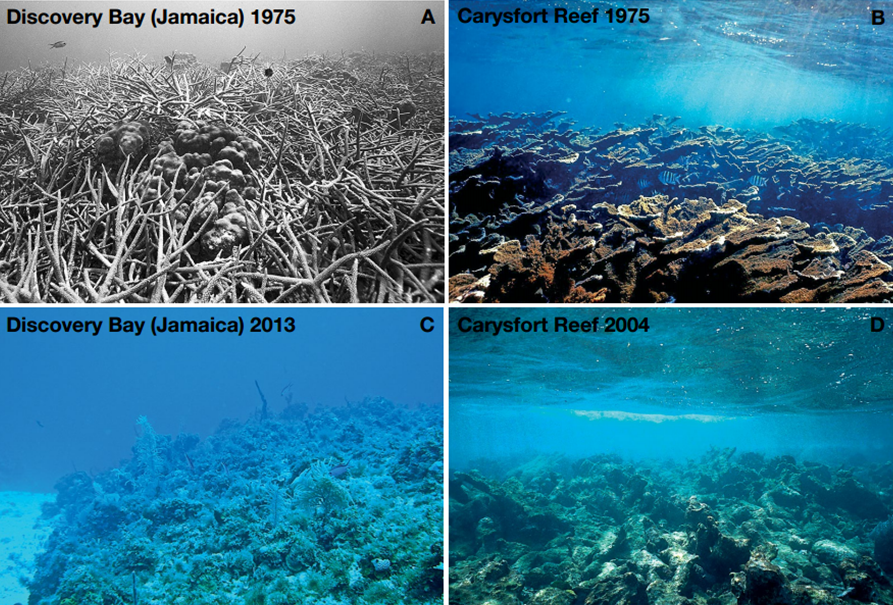 Discovery Bay (Jamaica) 1975 A
Carysfort Reef 1975 B
Discovery Bay (Jamaica) 2013 C
Carysfort Reef 2004 D